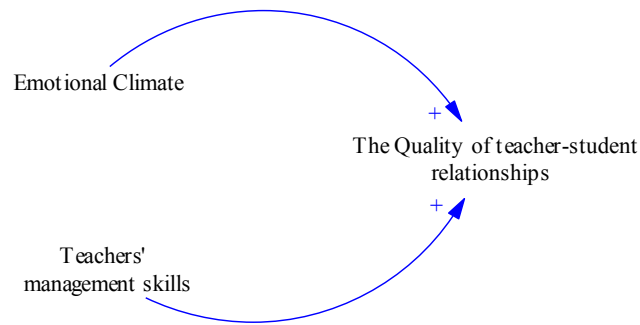 Emotional Climate
+
The Quality of teacher-student
relationships
+
Teachers'
management skills